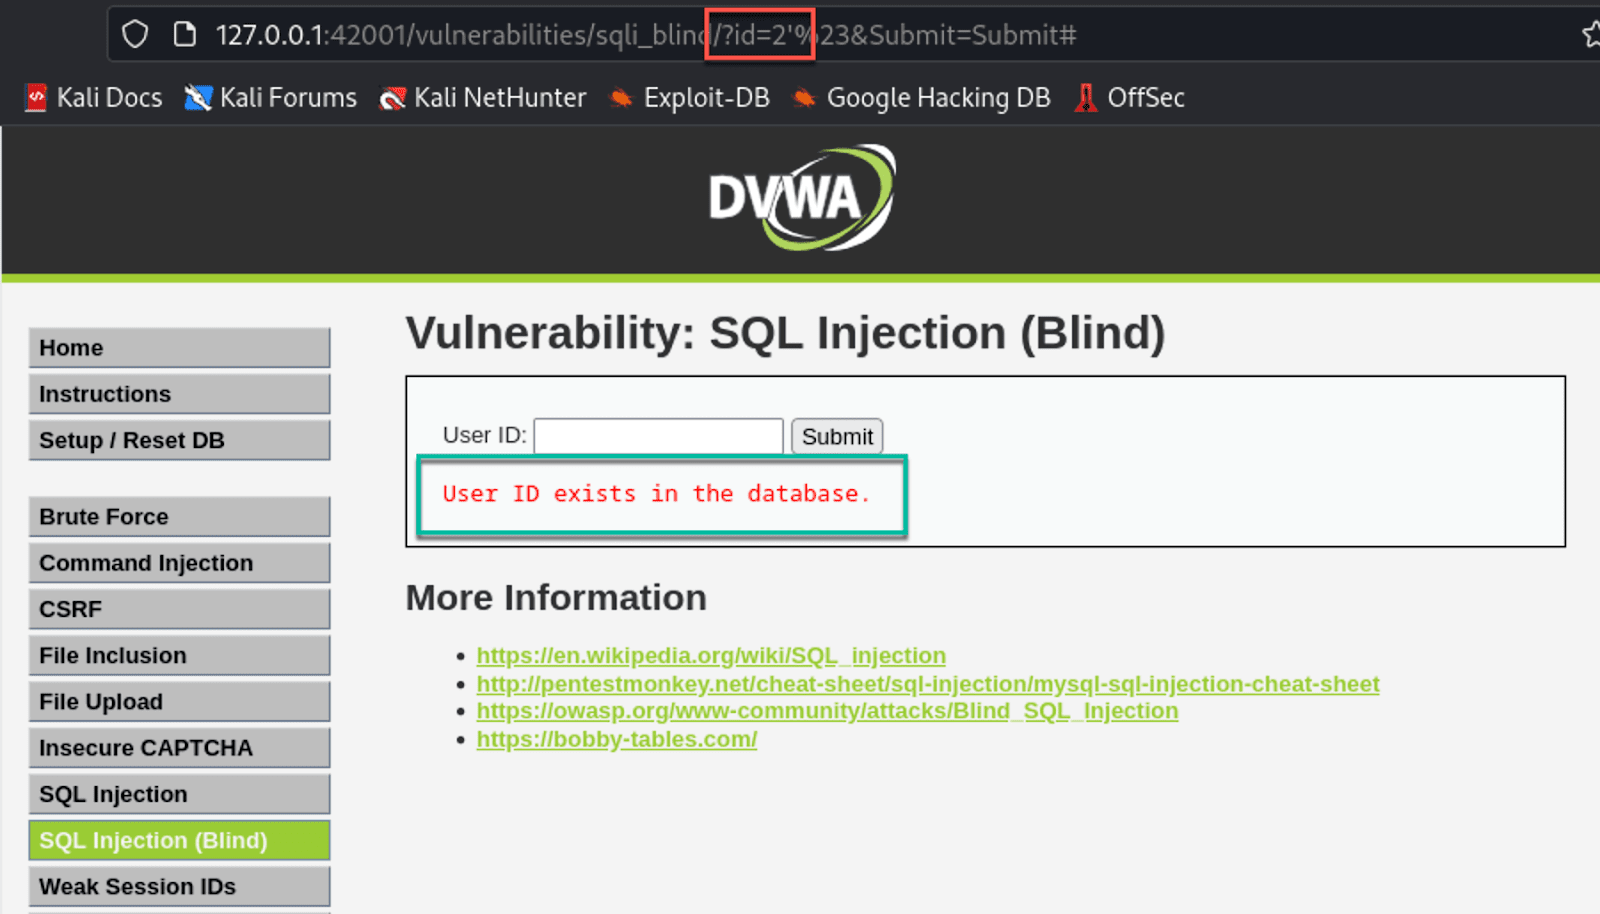 127.0.0.1:42001/vulnerabilities/sqli_blind/?id=2'%23&Submit=Submit#
Kali Docs Kali Forums Kali NetHunter Exploit-DB Google Hacking DB OffSec
DVWA
Vulnerability: SQL Injection (Blind)
Home
Instructions
Setup / Reset DB
Brute Force
Command Injection
CSRF
File Inclusion
File Upload
Insecure CAPTCHA
SQL Injection
SQL Injection (Blind)
Weak Session IDs
User ID: Submit
User ID exists in the database.
More Information
https://en.wikipedia.org/wiki/SQL_injection
http://pentestmonkey.net/cheat-sheet/sql-injection/mysql-sql-injection-cheat-sheet
https://owasp.org/www-community/attacks/Blind_SQL_Injection
https://bobby-tables.com/